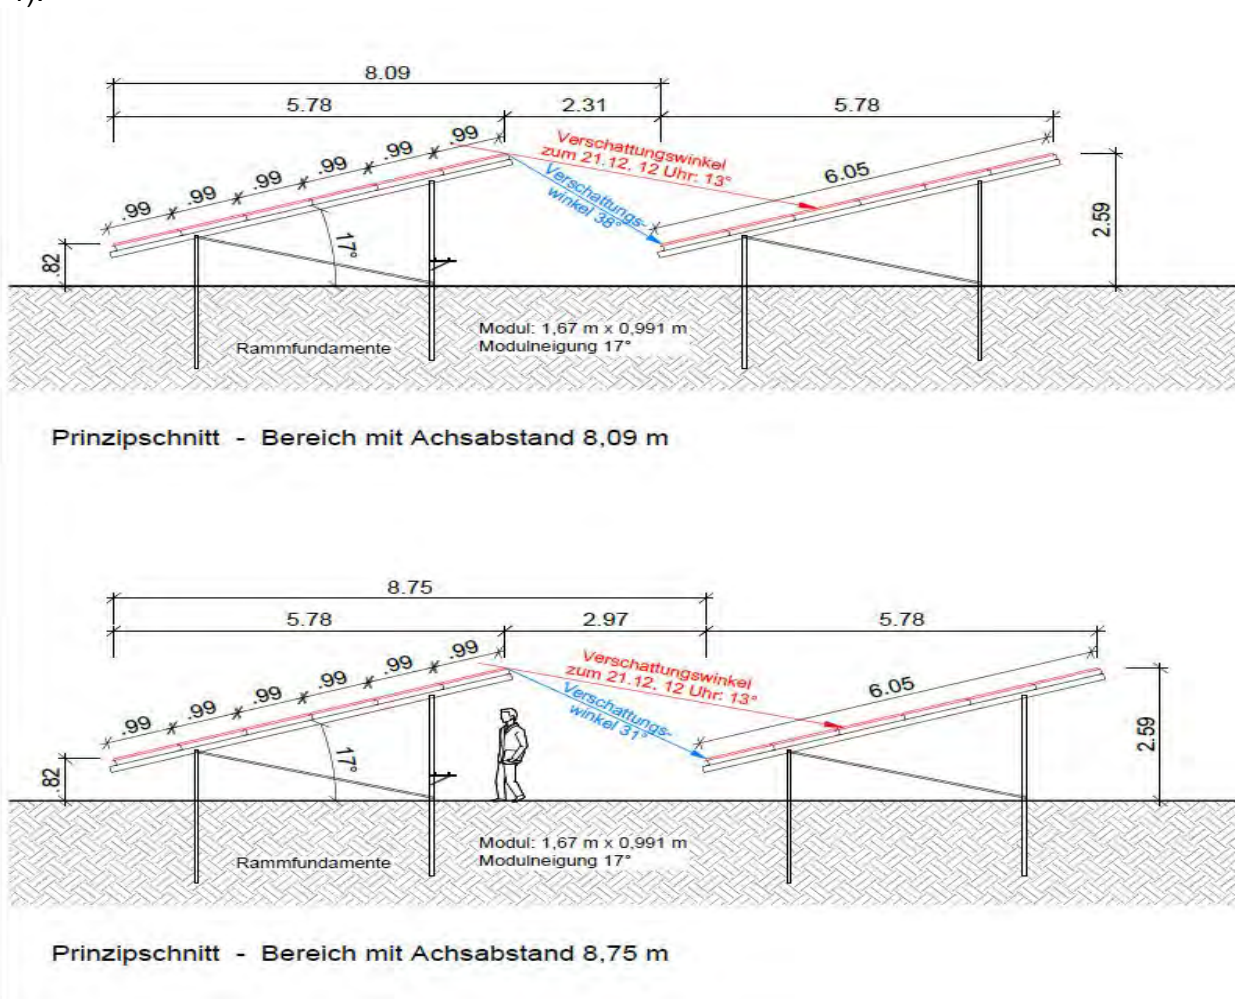 8.09
5.78 2.31 5.78
.99 .99 .99 .99 .99 .99
Verschattungswinkel
zum 21.12. 12 Uhr: 13°
Verschattungs-
winkel 38°
6.05
2.59
.82
17°
Rammfundamente
Modul: 1,67 m x 0,991 m
Modulneigung 17°
Prinzipschnitt - Bereich mit Achsabstand 8,09 m
8.75
5.78 2.97 5.78
.99 .99 .99 .99 .99 .99
Verschattungswinkel
zum 21.12. 12 Uhr: 13°
Verschattungs-
winkel 31°
6.05
2.59
.82
17°
Rammfundamente
Modul: 1,67 m x 0,991 m
Modulneigung 17°
Prinzipschnitt - Bereich mit Achsabstand 8,75 m